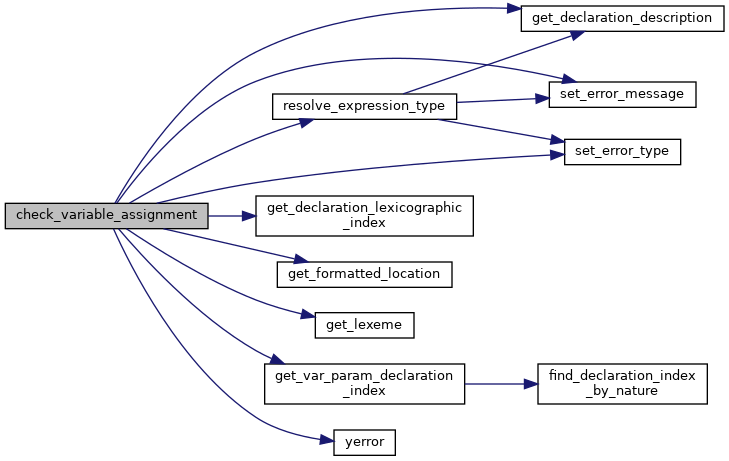 get_declaration_description
set_error_message
resolve_expression_type
set_error_type
check_variable_assignment
get_declaration_lexicographic
_index
get_formatted_location
get_lexeme
get_var_param_declaration
_index
find_declaration_index
_by_nature
yerror